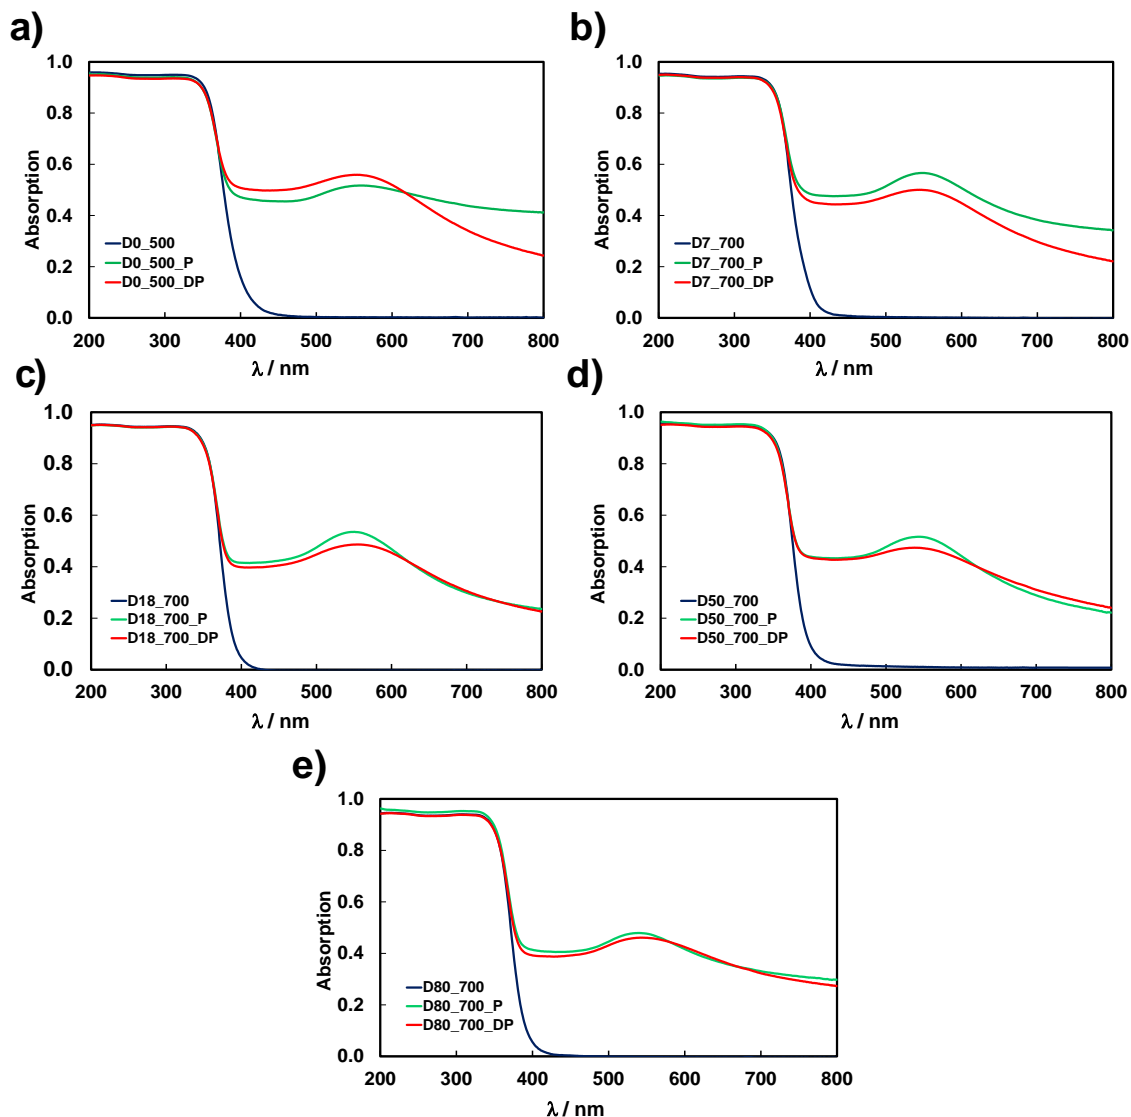 a)
1.0
0.8
0.6
0.4
0.2
0.0
Absorption
D0_500
D0_500_P
D0_500_DP
200 300 400 500 600 700 800
λ / nm
b)
1.0
0.8
0.6
0.4
0.2
0.0
Absorption
D7_700
D7_700_P
D7_700_DP
200 300 400 500 600 700 800
λ / nm
c)
1.0
0.8
0.6
0.4
0.2
0.0
Absorption
D18_700
D18_700_P
D18_700_DP
200 300 400 500 600 700 800
λ / nm
d)
1.0
0.8
0.6
0.4
0.2
0.0
Absorption
D50_700
D50_700_P
D50_700_DP
200 300 400 500 600 700 800
λ / nm
e)
1.0
0.8
0.6
0.4
0.2
0.0
Absorption
D80_700
D80_700_P
D80_700_DP
200 300 400 500 600 700 800
λ / nm